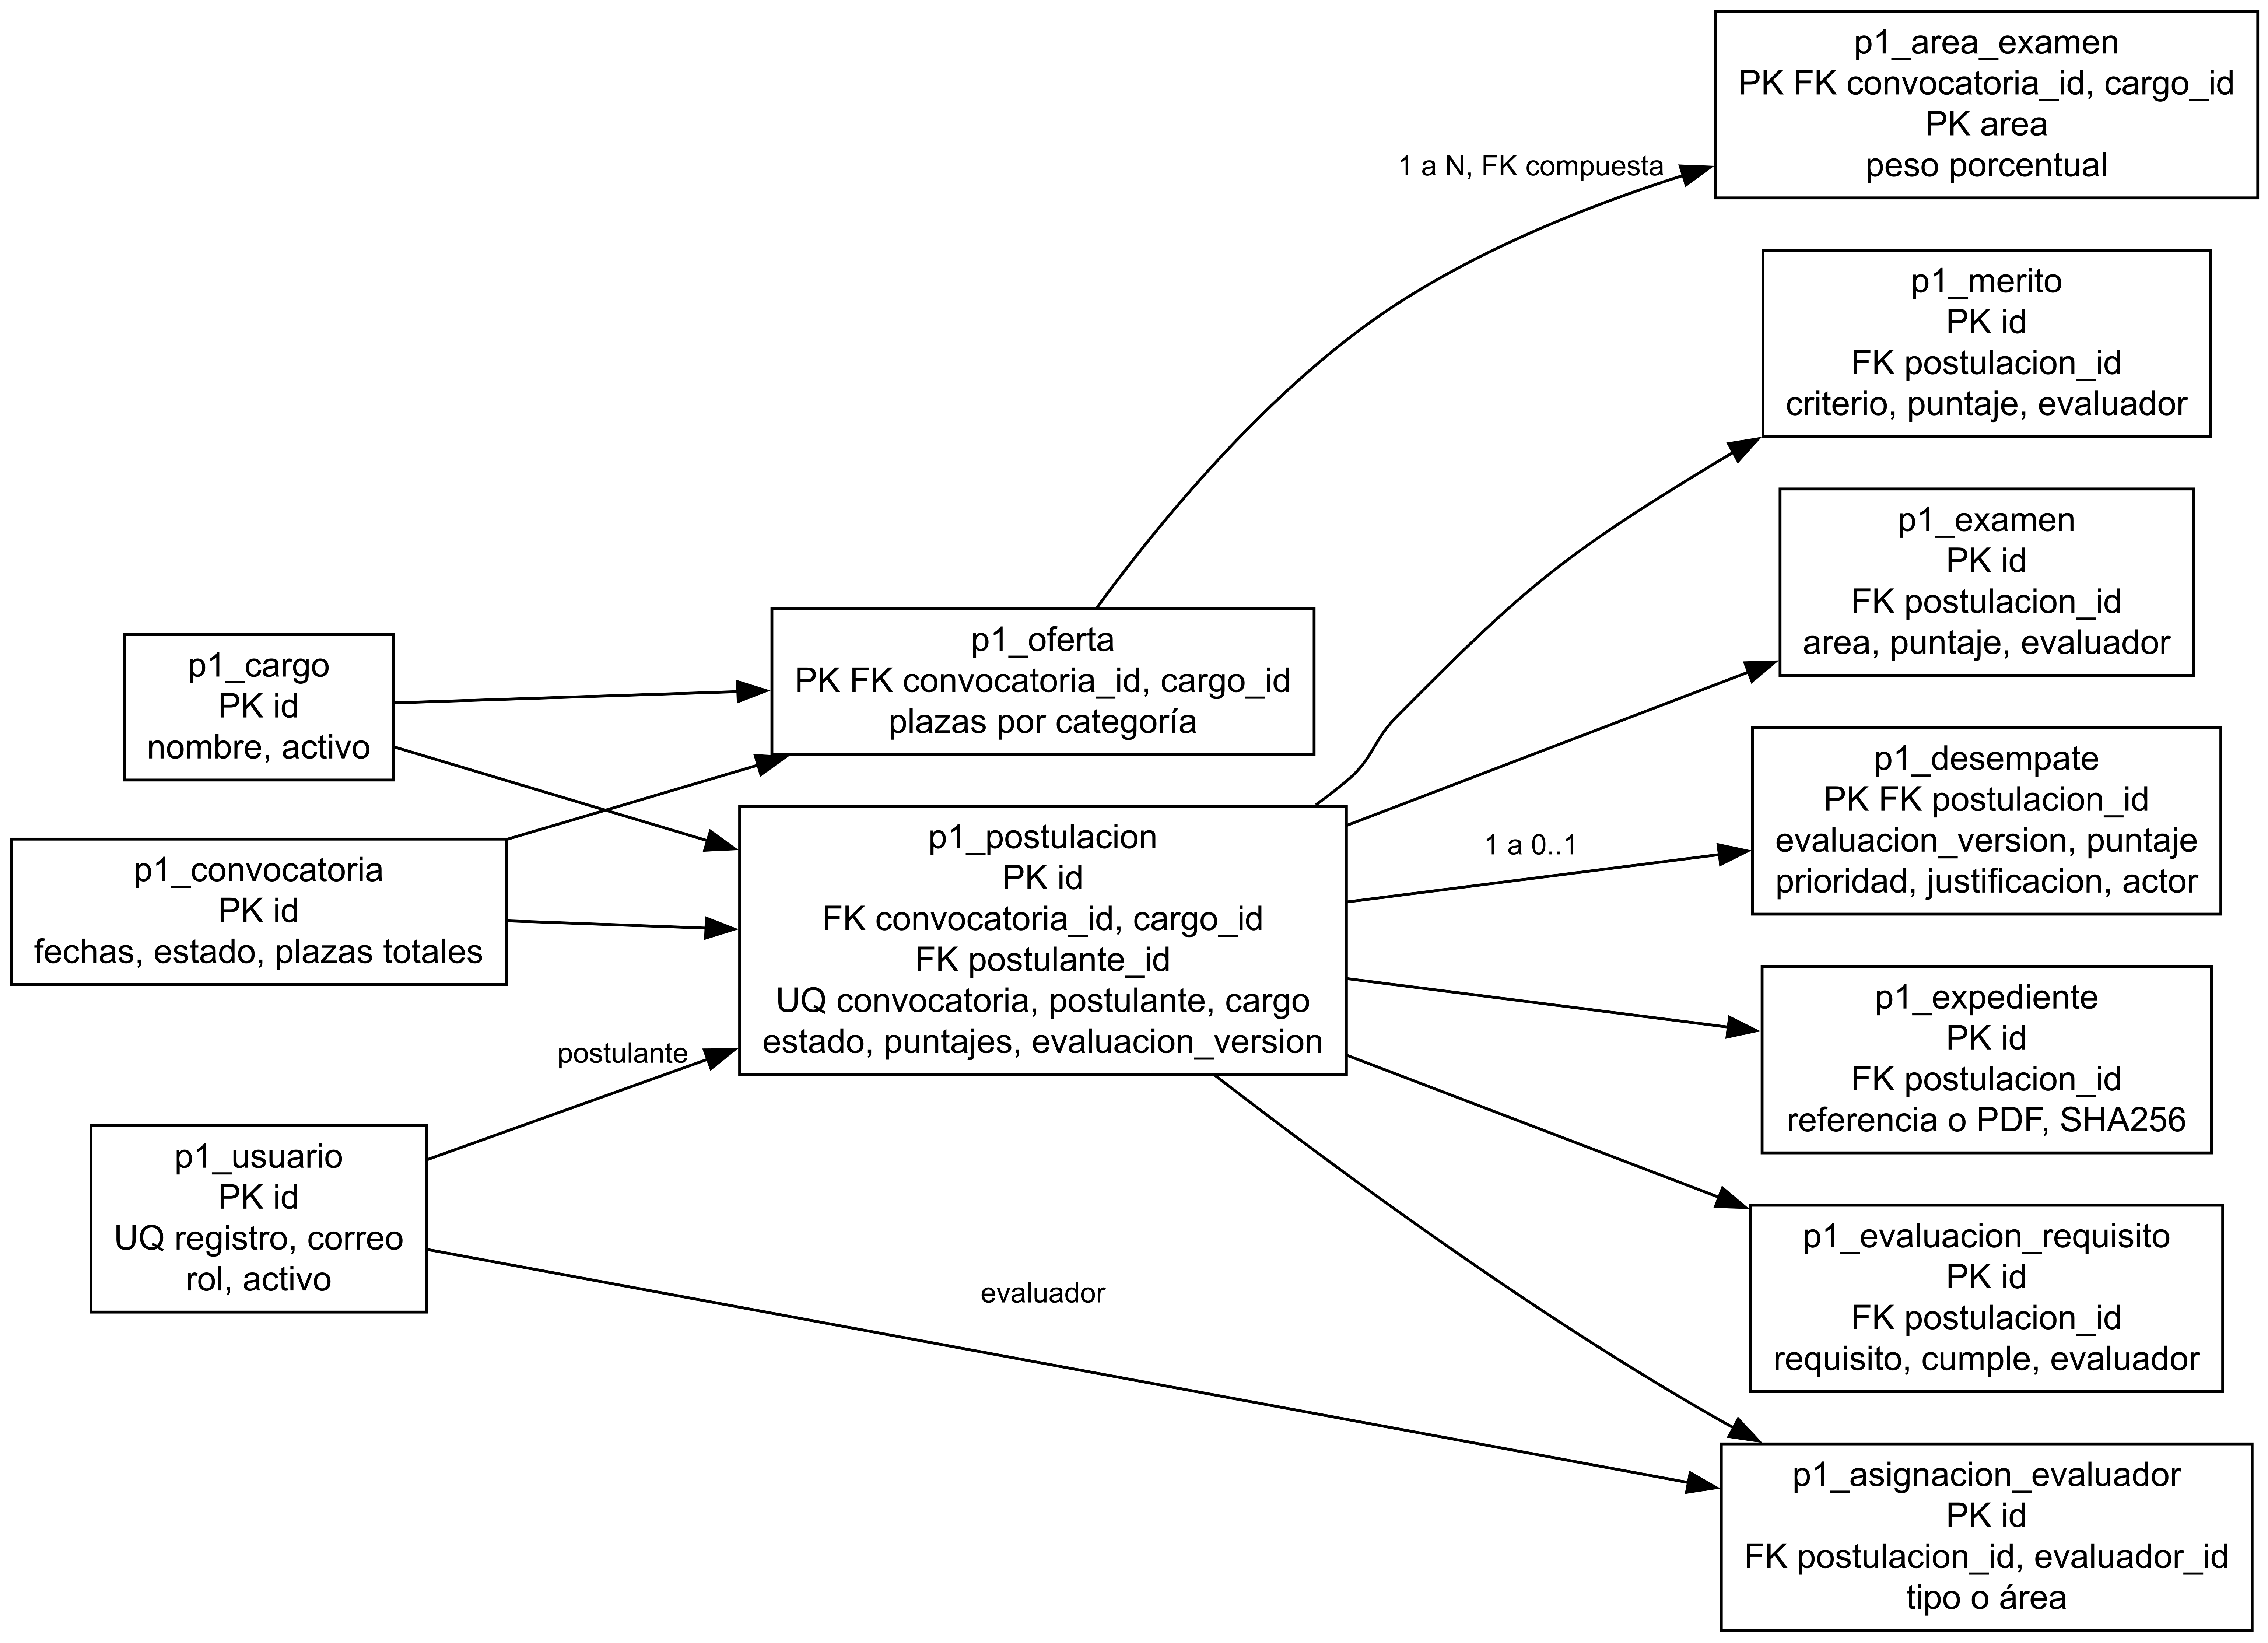 p1_area_examen
PK FK convocatoria_id, cargo_id
PK area
peso porcentual
1 a N, FK compuesta
p1_merito
PK id
FK postulacion_id
criterio, puntaje, evaluador
p1_examen
PK id
FK postulacion_id
area, puntaje, evaluador
p1_cargo
PK id
nombre, activo
p1_oferta
PK FK convocatoria_id, cargo_id
plazas por categoría
p1_desempate
PK FK postulacion_id
evaluacion_version, puntaje
prioridad, justificacion, actor
1 a 0..1
p1_convocatoria
PK id
fechas, estado, plazas totales
p1_postulacion
PK id
FK convocatoria_id, cargo_id
FK postulante_id
UQ convocatoria, postulante, cargo
estado, puntajes, evaluacion_version
p1_expediente
PK id
FK postulacion_id
referencia o PDF, SHA256
postulante
p1_usuario
PK id
UQ registro, correo
rol, activo
evaluador
p1_evaluacion_requisito
PK id
FK postulacion_id
requisito, cumple, evaluador
p1_asignacion_evaluador
PK id
FK postulacion_id, evaluador_id
tipo o área